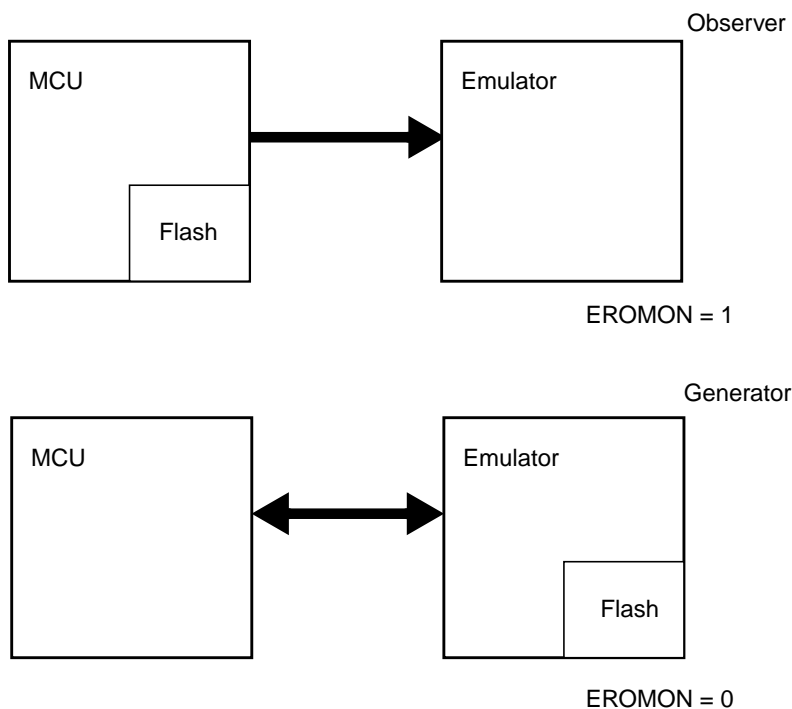 Observer
MCU
Emulator
Flash
EROMON = 1
Generator
MCU
Emulator
Flash
EROMON = 0